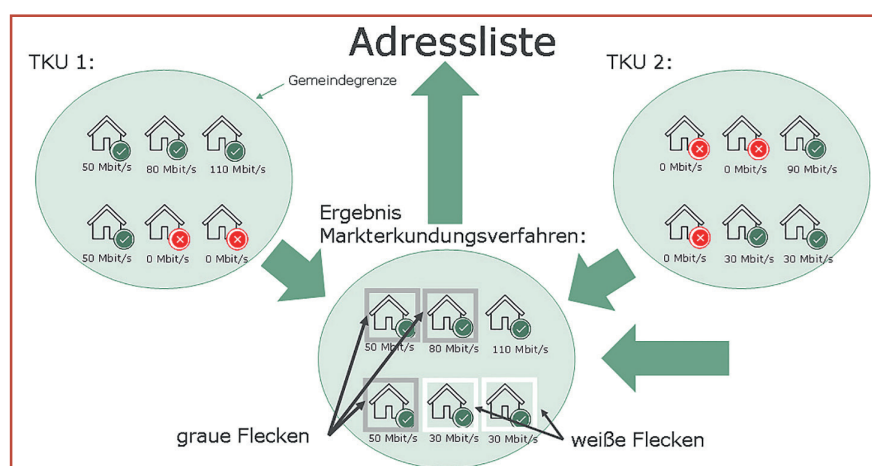 Adressliste
TKU 1:
TKU 2:
Gemeindegrenze
50 Mbit/s 80 Mbit/s 110 Mbit/s
50 Mbit/s 0 Mbit/s 0 Mbit/s
0 Mbit/s 0 Mbit/s 90 Mbit/s
0 Mbit/s 30 Mbit/s 30 Mbit/s
Ergebnis
Markterkundungsverfahren:
50 Mbit/s 80 Mbit/s 110 Mbit/s
50 Mbit/s 30 Mbit/s 30 Mbit/s
graue Flecken
weiße Flecken